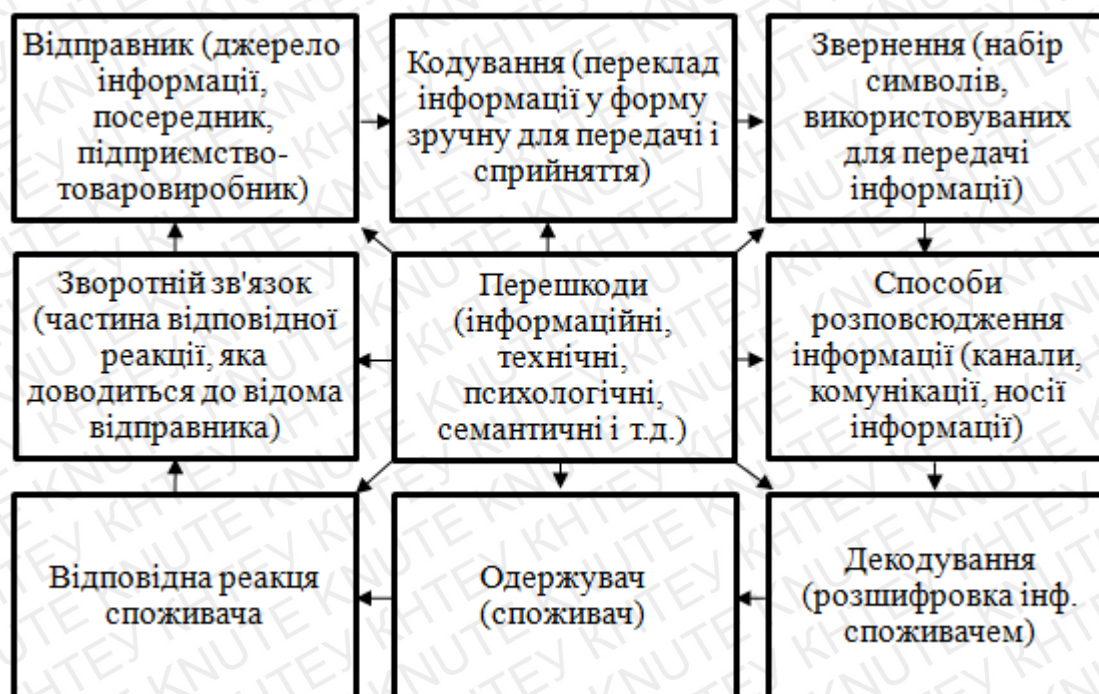 Відправник (джерело
інформації,
посередник,
підприємство-
товаровиробник)
Кодування (переклад
інформації у форму
зручну для передачі і
сприйняття)
Звернення (набір
символів,
використовуваних
для передачі
інформації)
Зворотній зв'язок
(частина відповідної
реакції, яка
доводиться до відома
відправника)
Перешкоди
(інформаційні,
технічні,
психологічні,
семантичні і т.д.)
Способи
розповсюдження
інформації (канали,
комунікації, носії
інформації)
Відповідна реакця
споживача
Одержувач
(споживач)
Декодування
(розшифровка інф.
споживачем)